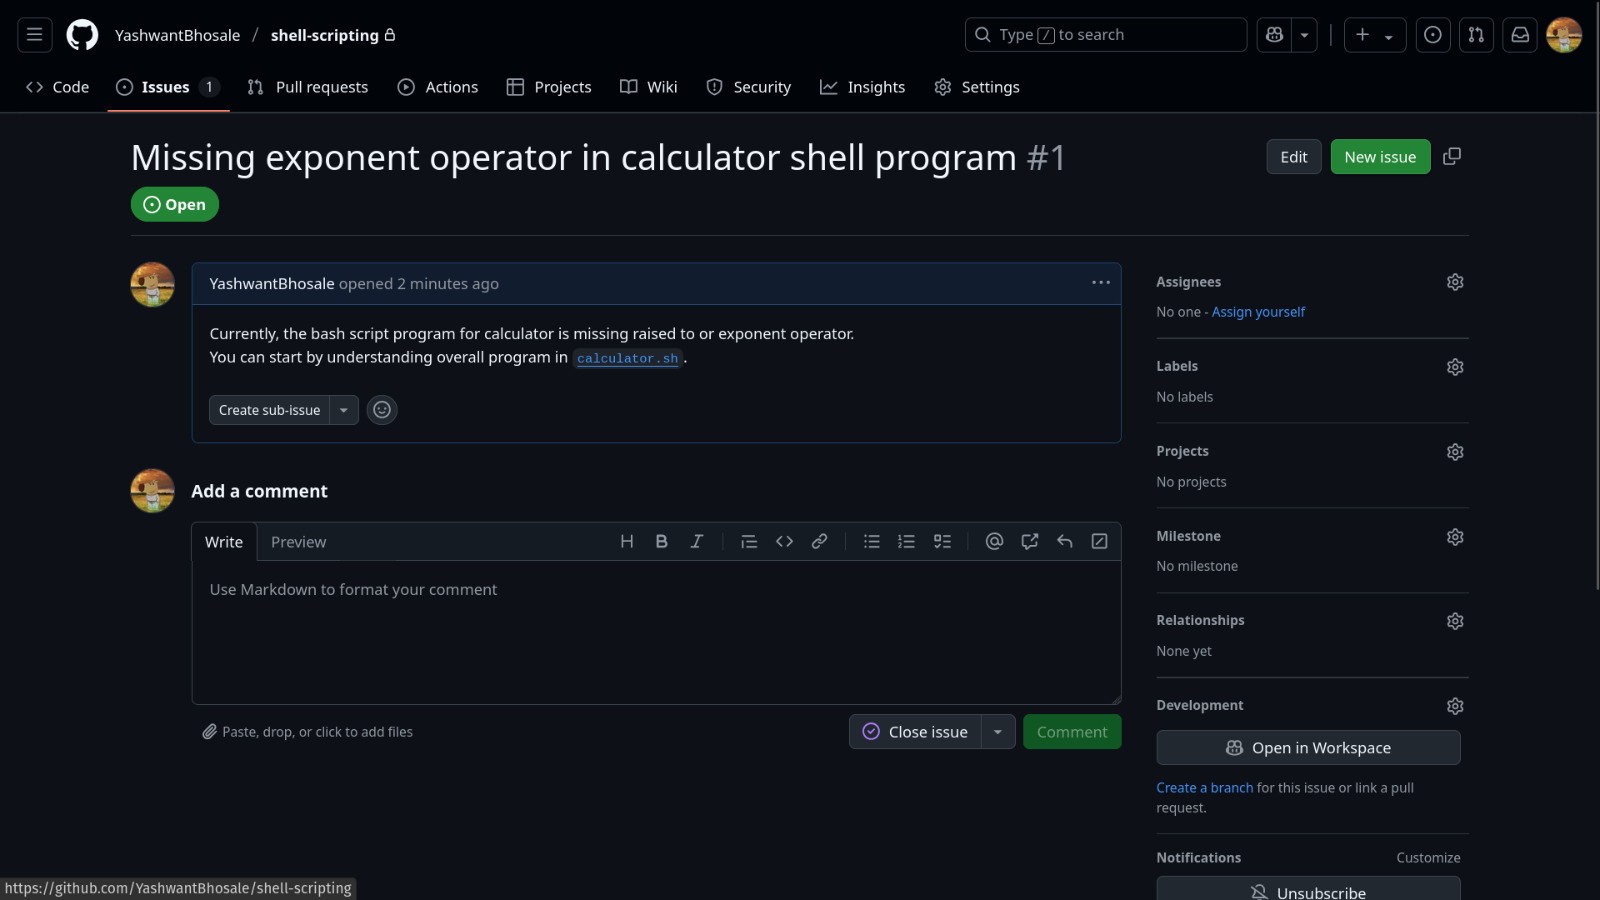 YashwantBhosale / shell-scripting
Type / to search
Code
Issues 1
Pull requests
Actions
Projects
Wiki
Security
Insights
Settings
Missing exponent operator in calculator shell program #1
Edit
New issue
Open
YashwantBhosale opened 2 minutes ago
Currently, the bash script program for calculator is missing raised to or exponent operator.
You can start by understanding overall program in calculator.sh.
Create sub-issue
Add a comment
Write
Preview
Use Markdown to format your comment
Paste, drop, or click to add files
Close issue
Comment
Assignees
No one - Assign yourself
Labels
No labels
Projects
No projects
Milestone
No milestone
Relationships
None yet
Development
Open in Workspace
Create a branch for this issue or link a pull
request.
Notifications
Customize
Unsubscribe
https://github.com/YashwantBhosale/shell-scripting